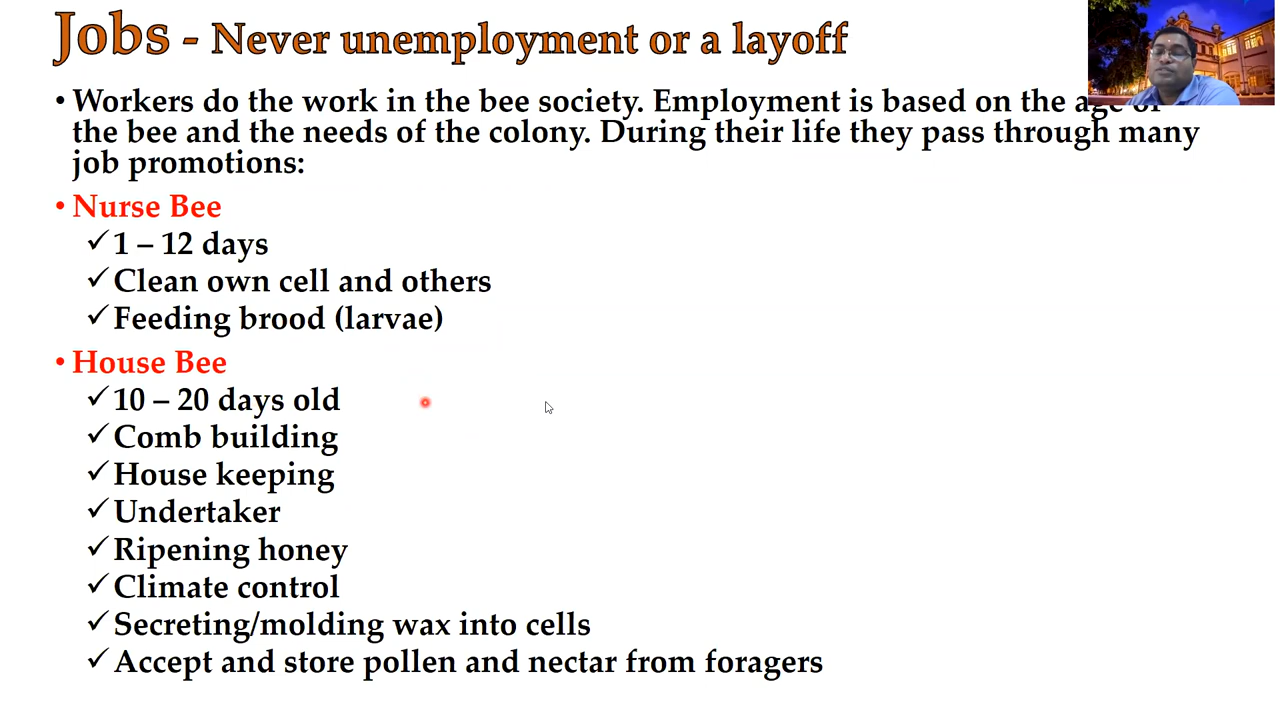 Jobs - Never unemployment or a layoff
• Workers do the work in the bee society. Employment is based on the age of
the bee and the needs of the colony. During their life they pass through many
job promotions:
• Nurse Bee
✓ 1 – 12 days
✓ Clean own cell and others
✓ Feeding brood (larvae)
• House Bee
✓ 10 – 20 days old
✓ Comb building
✓ House keeping
✓ Undertaker
✓ Ripening honey
✓ Climate control
✓ Secreting/molding wax into cells
✓ Accept and store pollen and nectar from foragers